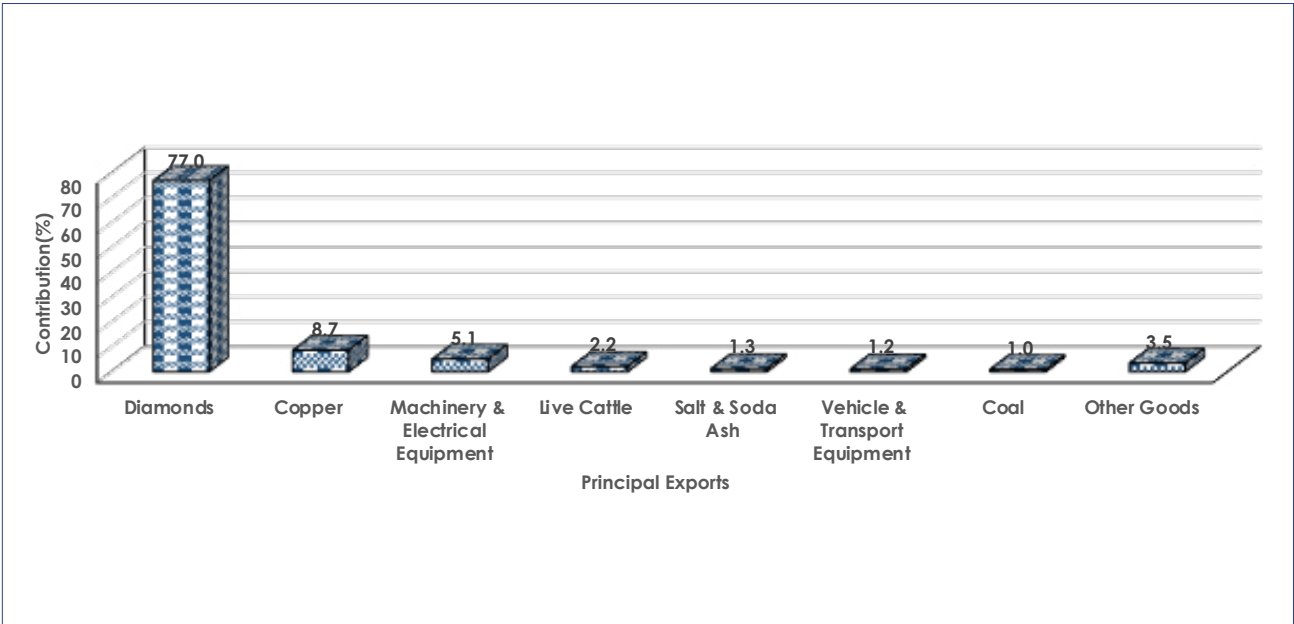 77.0
80
70
60
50
40
30
20
10
0
Contribution(%)
8.7
5.1
2.2
1.3
1.2
1.0
3.5
Diamonds
Copper
Machinery &
Electrical
Equipment
Live Cattle
Salt & Soda
Ash
Vehicle &
Transport
Equipment
Coal
Other Goods
Principal Exports